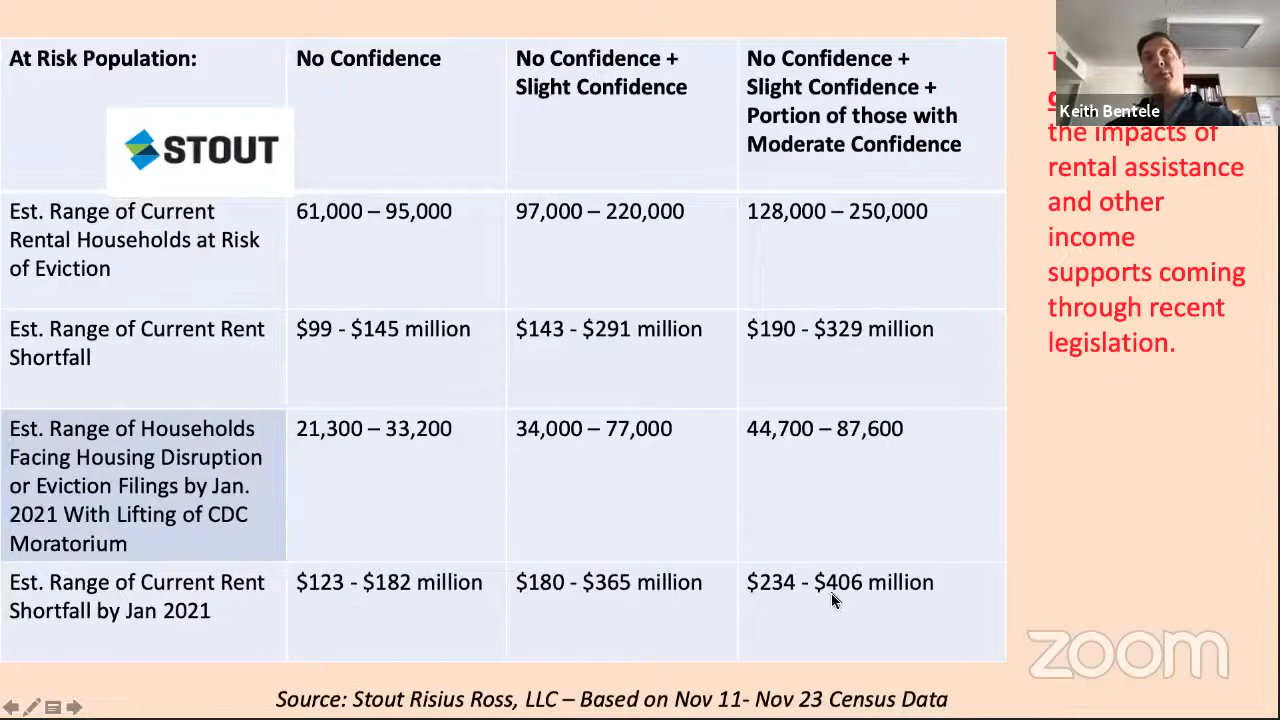 At Risk Population:
STOUT
No Confidence
No Confidence +
Slight Confidence
No Confidence +
Slight Confidence +
Portion of those with
Moderate Confidence
Est. Range of Current
Rental Households at Risk
of Eviction
61,000 – 95,000
97,000 – 220,000
128,000 – 250,000
Est. Range of Current Rent
Shortfall
$99 - $145 million
$143 - $291 million
$190 - $329 million
Est. Range of Households
Facing Housing Disruption
or Eviction Filings by Jan.
2021 With Lifting of CDC
Moratorium
21,300 – 33,200
34,000 – 77,000
44,700 – 87,600
Est. Range of Current Rent
Shortfall by Jan 2021
$123 - $182 million
$180 - $365 million
$234 - $406 million
Keith Bentele
the impacts of
rental assistance
and other
income
supports coming
through recent
legislation.
zoom
Source: Stout Risius Ross, LLC – Based on Nov 11- Nov 23 Census Data